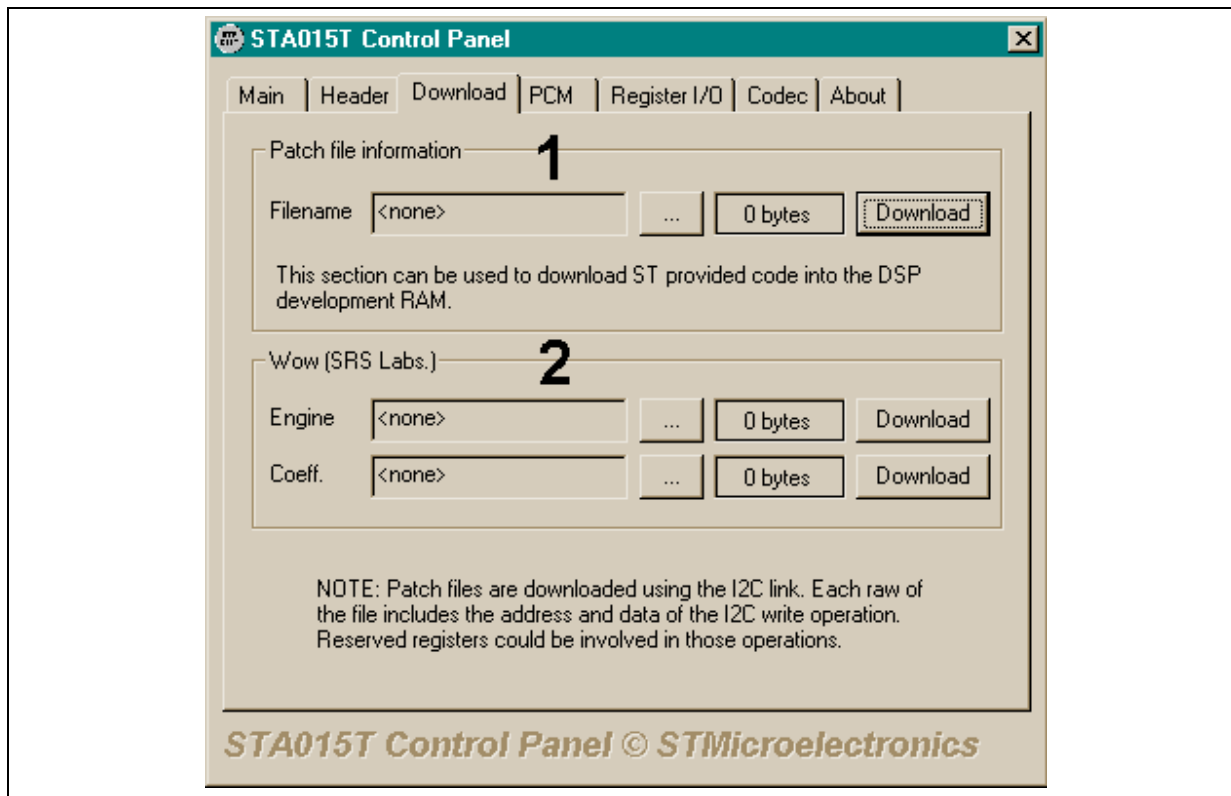 STA015T Control Panel
Main Header Download PCM Register I/O Codec About
Patch file information 1
Filename <none> ... 0 bytes Download
This section can be used to download ST provided code into the DSP
development RAM.
Wow (SRS Labs.) 2
Engine <none> ... 0 bytes Download
Coeff. <none> ... 0 bytes Download
NOTE: Patch files are downloaded using the I2C link. Each raw of
the file includes the address and data of the I2C write operation.
Reserved registers could be involved in those operations.
STA015T Control Panel © STMicroelectronics